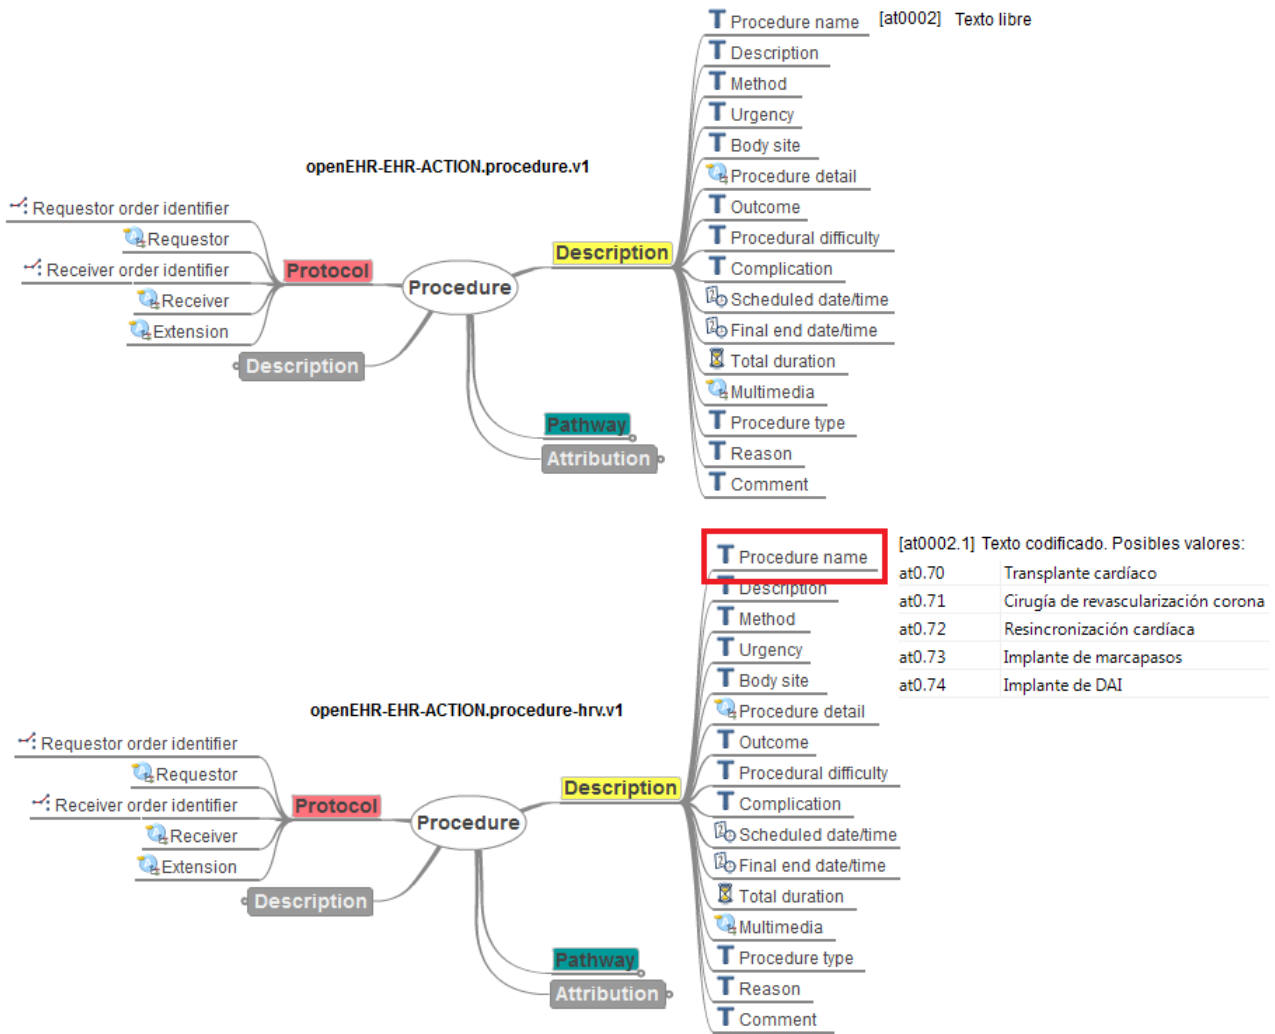 Procedure name [at0002] Texto libre
Description
Method
Urgency
Body site
openEHR-EHR-ACTION.procedure.v1
Procedure detail
Requestor order identifier
Outcome
Requestor
Procedural difficulty
Description
Receiver order identifier
Protocol
Complication
Procedure
Receiver
Scheduled date/time
Extension
Final end date/time
Description
Total duration
Multimedia
Pathway
Procedure type
Attribution
Reason
Comment
Procedure name
[at0002.1] Texto codificado. Posibles valores:
at0.70 Transplante cardíaco
at0.71 Cirugía de revascularización corona
at0.72 Resincronización cardíaca
at0.73 Implante de marcapasos
at0.74 Implante de DAI
Description
Method
Urgency
Body site
openEHR-EHR-ACTION.procedure-hrv.v1
Procedure detail
Requestor order identifier
Outcome
Requestor
Procedural difficulty
Description
Receiver order identifier
Protocol
Complication
Procedure
Receiver
Scheduled date/time
Extension
Final end date/time
Description
Total duration
Multimedia
Pathway
Procedure type
Attribution
Reason
Comment